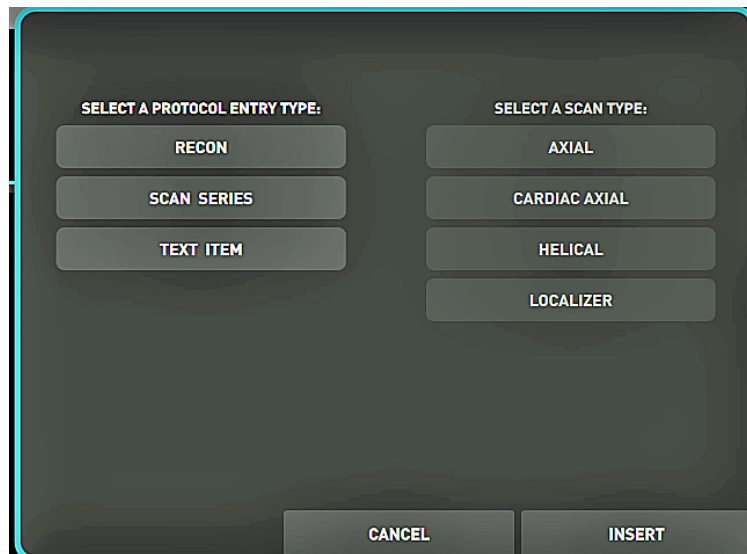 SELECT A PROTOCOL ENTRY TYPE:
RECON
SCAN SERIES
TEXT ITEM
SELECT A SCAN TYPE:
AXIAL
CARDIAC AXIAL
HELICAL
LOCALIZER
CANCEL
INSERT